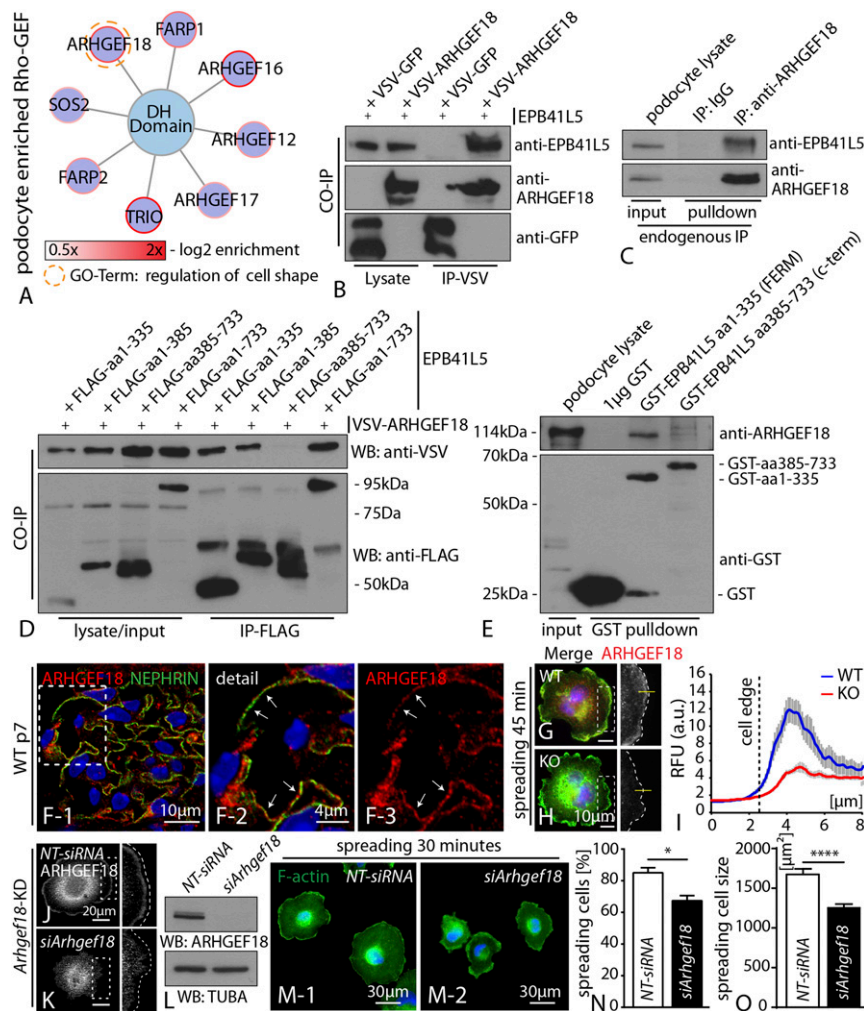 podocyte enriched Rho-GEF
ARHGEF18
FARP1
ARHGEF16
SOS2
DH
Domain
ARHGEF12
FARP2
TRIO
ARHGEF17
0.5x 2x - log2 enrichment
GO-Term: regulation of cell shape
A
+ VSV-GFP
+ VSV-ARHGEF18
+ VSV-GFP
+ VSV-ARHGEF18
+ + + + EPB41L5
CO-IP
anti-EPB41L5
anti-
ARHGEF18
anti-GFP
Lysate IP-VSV
B
podocyte lysate
IP: IgG
IP: anti-ARHGEF18
anti-EPB41L5
anti-
ARHGEF18
input pulldown
endogenous IP
C
+ FLAG-aa1-335
+ FLAG-aa1-385
+ FLAG-aa385-733
+ FLAG-aa1-733
+ FLAG-aa1-335
+ FLAG-aa1-385
+ FLAG-aa385-733
+ FLAG-aa1-733
EPB41L5
+ + + + + + + + VSV-ARHGEF18
CO-IP
WB: anti-VSV
- 95kDa
- 75Da
WB: anti-FLAG
- 50kDa
lysate/input IP-FLAG
D
podocyte lysate
1µg GST
GST-EPB41L5 aa1-335 (FERM)
GST-EPB41L5 aa385-733 (c-term)
114kDa -
anti-ARHGEF18
70kDa -
- GST-aa385-733
- GST-aa1-335
50kDa -
anti-GST
25kDa -
- GST
input GST pulldown
E
WT p7
ARHGEF18 NEPHRIN
F-1
10µm
detail
F-2
4µm
ARHGEF18
F-3
spreading 45 min
Merge ARHGEF18
WT
G
KO
H
10µm
RFU (a.u.)
16
14
12
10
8
6
4
2
0
cell edge
WT
KO
0 2 4 6 8
[µm]
I
Arhgef18-KD
NT-siRNA
ARHGEF18
J
20µm
siArhgef18
K
NT-siRNA
siArhgef18
WB: ARHGEF18
WB: TUBA
L
spreading 30 minutes
F-actin NT-siRNA
M-1
30µm
siArhgef18
M-2
30µm
spreading cells [%]
100
80
60
40
20
0
*
NT-siRNA
siArhgef18
N
spreading cell size
[µm²]
2000
1500
1000
500
0
****
NT-siRNA
siArhgef18
O